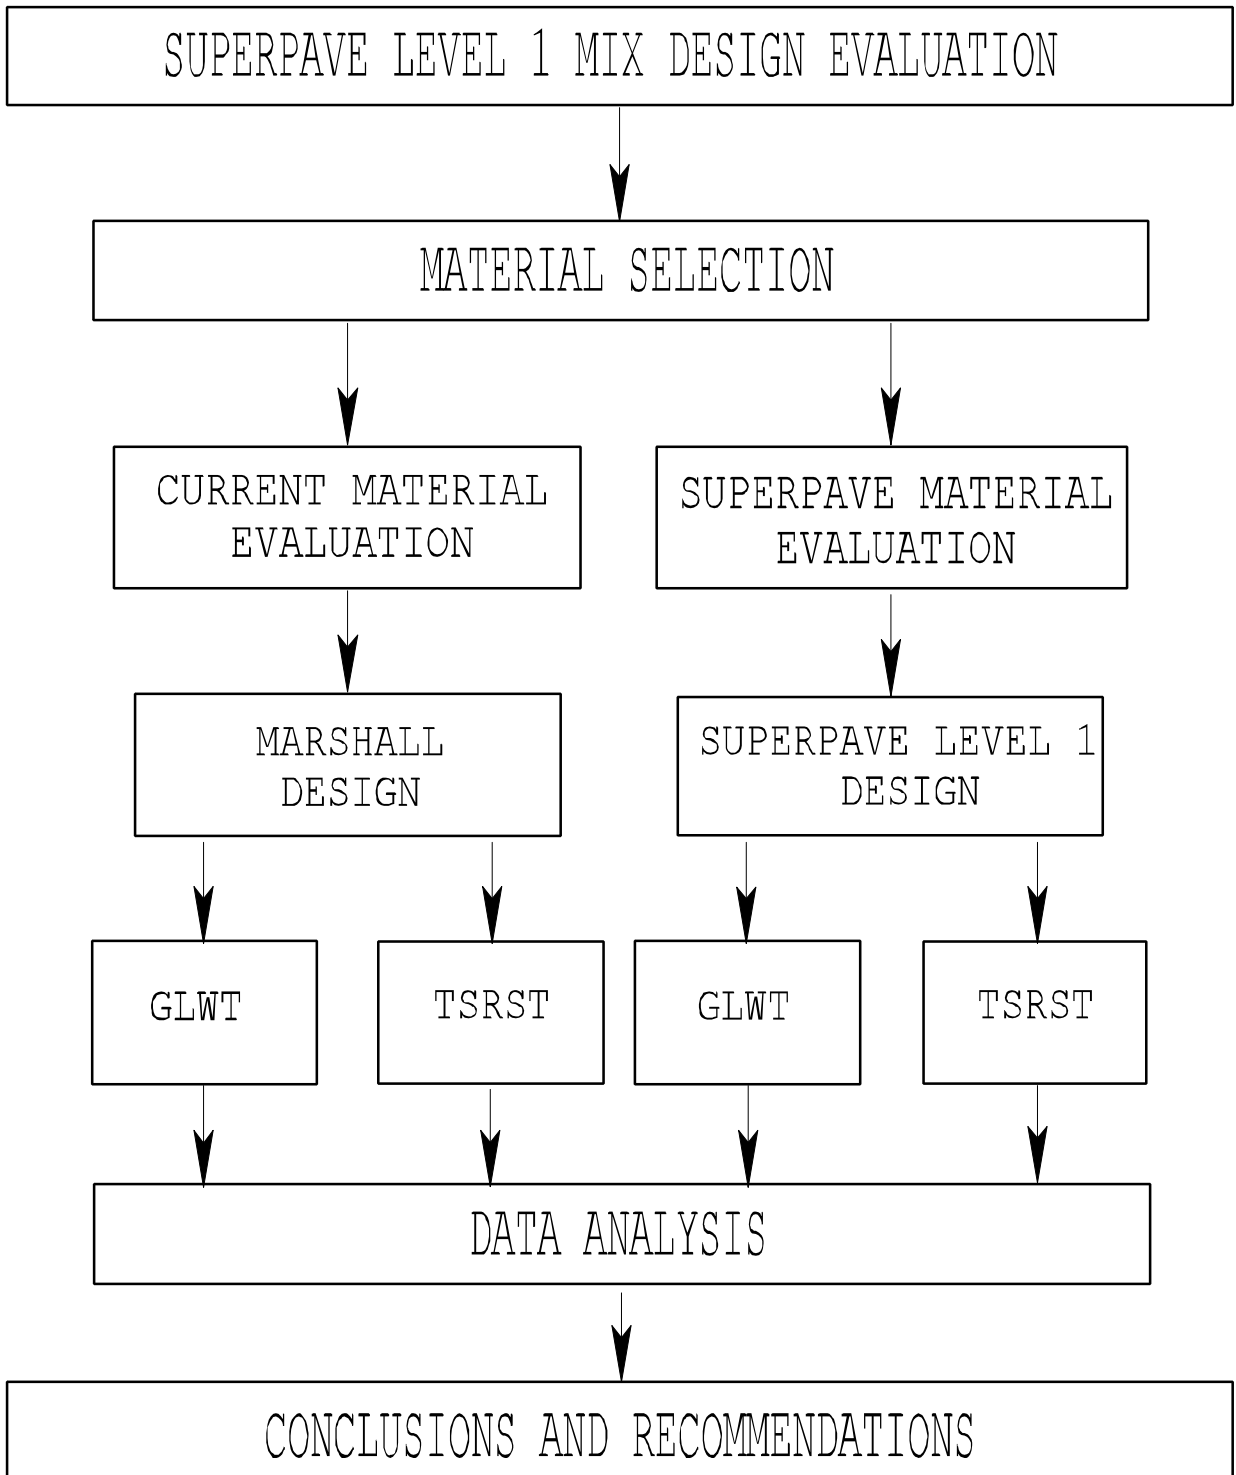 SUPERPAVE LEVEL 1 MIX DESIGN EVALUATION
MATERIAL SELECTION
CURRENT MATERIAL
EVALUATION
SUPERPAVE MATERIAL
EVALUATION
MARSHALL
DESIGN
SUPERPAVE LEVEL 1
DESIGN
GLWT
TSRST
GLWT
TSRST
DATA ANALYSIS
CONCLUSIONS AND RECOMMENDATIONS